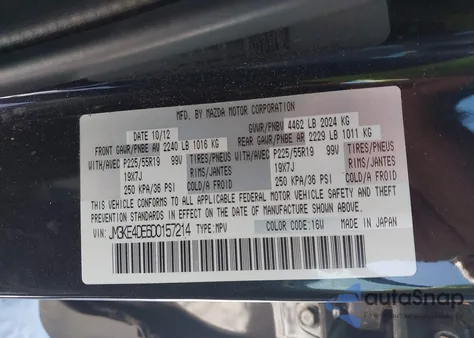 MFD. BY MAZDA MOTOR CORPORATION
DATE 10/12
GVWR/PNBV 4462 LB 2024 KG
FRONT GAWR/PNBE AV 2240 LB 1016 KG
REAR GAWR/PNBE AR 2229 LB 1011 KG
WITH/AVEC P225/55R19 99V TIRES/PNEUS
WITH/AVEC P225/55R19 99V TIRES/PNEUS
19X7J RIMS/JANTES
19X7J RIMS/JANTES
250 KPA/36 PSI COLD/A FROID
250 KPA/36 PSI COLD/A FROID
THIS VEHICLE CONFORMS TO ALL APPLICABLE FEDERAL MOTOR VEHICLE SAFETY AND THEFT
PREVENTION STANDARDS IN EFFECT ON THE DATE OF MANUFACTURE SHOWN ABOVE.
VIN: JM3KE4DE6D0157214 TYPE: MPV COLOR CODE: 16W MADE IN JAPAN
autoSnap